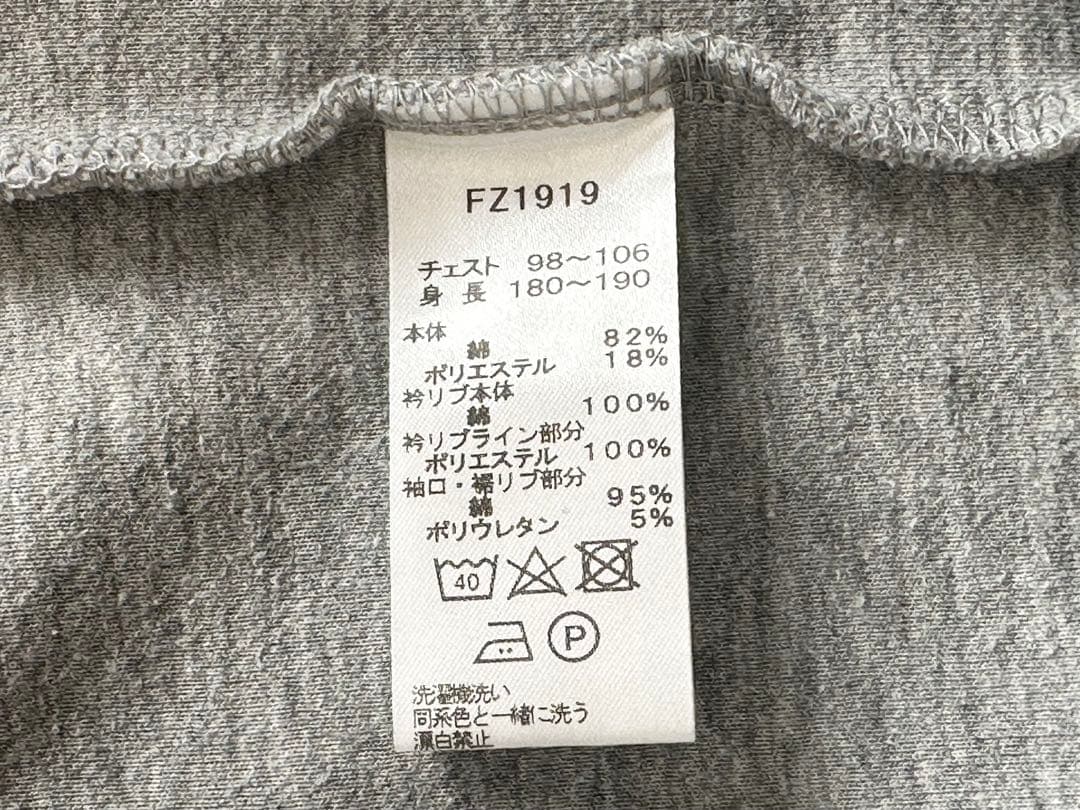 FZ1919
チェスト 98～106
身 長 180～190
本体
綿 82%
ポリエステル 18%
衿リブ本体
綿 100%
衿リブライン部分
ポリエステル 100%
袖口・裾リブ部分
綿 95%
ポリウレタン 5%
40
P
洗濯機洗い
同系色と一緒に洗う
漂白禁止